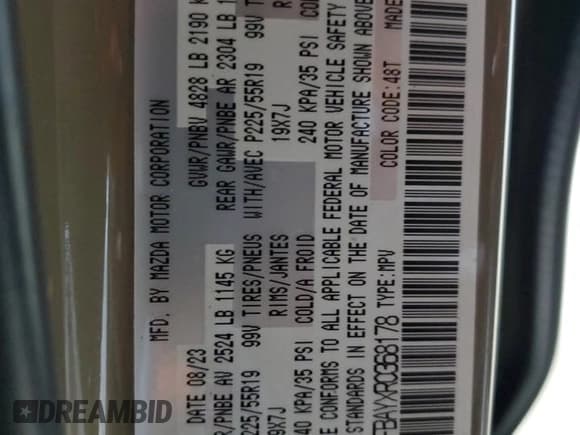 MFD. BY MAZDA MOTOR CORPORATION
DATE 08/23 GVWR/PNBV 4828 LB 2190
R/PNBE AV 2524 LB 1145 KG REAR GAWR/PNBE AR 2304 LB
225/55R19 99V TIRES/PNEUS WITH/AVEC P225/55R19 99V
19X7J RIMS/JANTES 19X7J
40 KPA/35 PSI COLD/A FROID 240 KPA/35 PSI
E CONFORMS TO ALL APPLICABLE FEDERAL MOTOR VEHICLE SAFETY
STANDARDS IN EFFECT ON THE DATE OF MANUFACTURE SHOWN ABOVE
FBAYXR0368178 TYPE:MPV COLOR CODE:48T MADE
DREAMBID